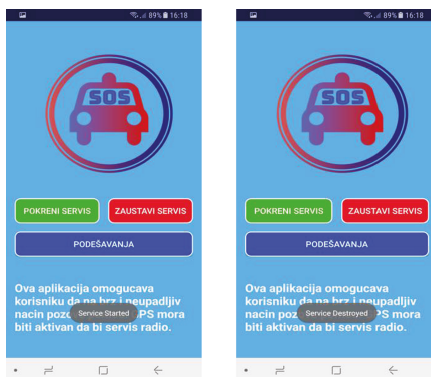 89% 16:18
SOS
POKRENI SERVIS
ZAUSTAVI SERVIS
PODEŠAVANJA
Ova aplikacija omogucava
korisniku da na brz i neupadljiv
nacin Service Started PS mora
biti aktivan da bi servis radio.
89% 16:18
SOS
POKRENI SERVIS
ZAUSTAVI SERVIS
PODEŠAVANJA
Ova aplikacija omogucava
korisniku da na brz i neupadljiv
nacin Service Destroyed PS mora
biti aktivan da bi servis radio.